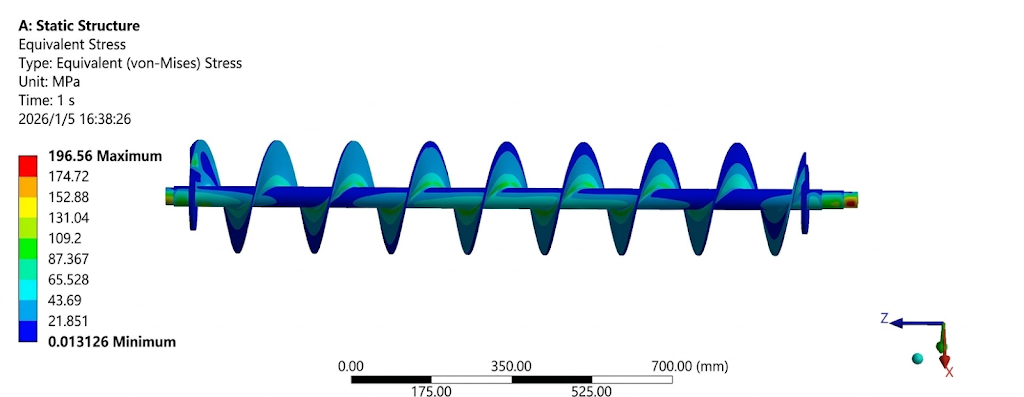 A: Static Structure
Equivalent Stress
Type: Equivalent (von-Mises) Stress
Unit: MPa
Time: 1 s
2026/1/5 16:38:26
196.56 Maximum
174.72
152.88
131.04
109.2
87.367
65.528
43.69
21.851
0.013126 Minimum
Z
X
0.00 350.00 700.00 (mm)
175.00 525.00